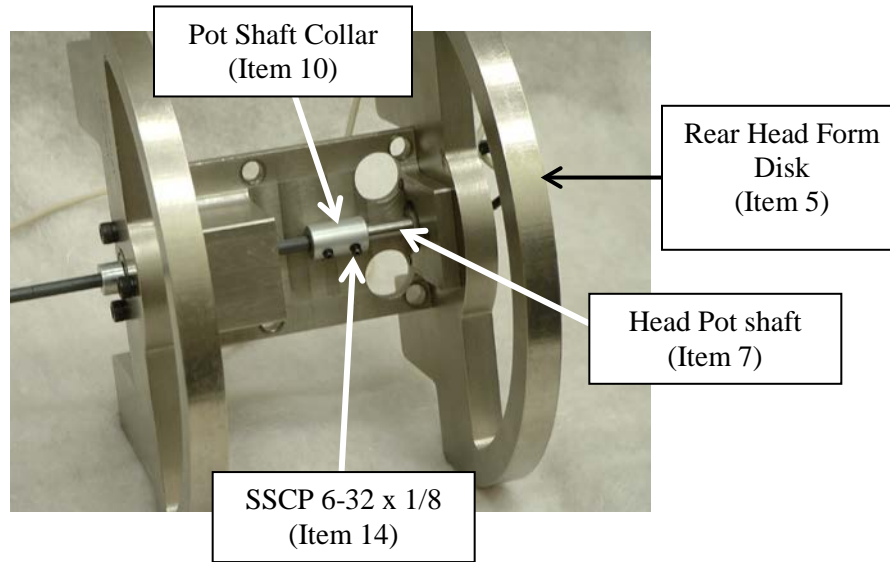 Pot Shaft Collar
(Item 10)
Rear Head Form
Disk
(Item 5)
Head Pot shaft
(Item 7)
SSCP 6-32 x 1/8
(Item 14)